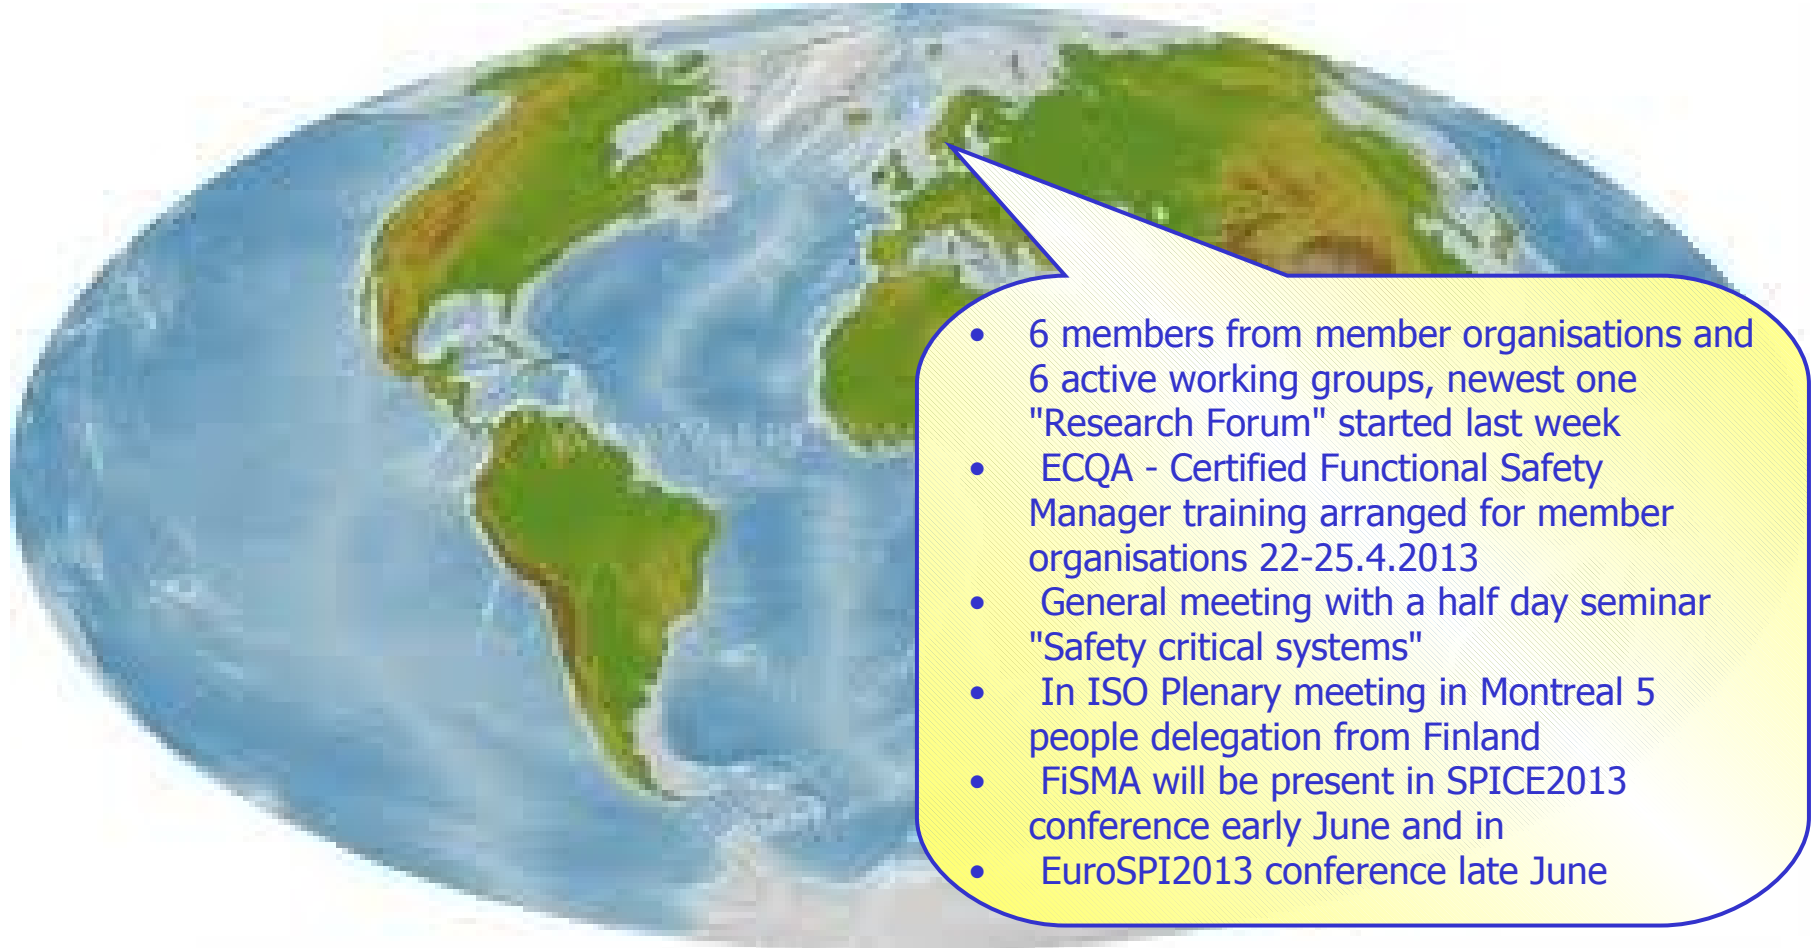 • 6 members from member organisations and
6 active working groups, newest one
"Research Forum" started last week
• ECQA - Certified Functional Safety
Manager training arranged for member
organisations 22-25.4.2013
• General meeting with a half day seminar
"Safety critical systems"
• In ISO Plenary meeting in Montreal 5
people delegation from Finland
• FiSMA will be present in SPICE2013
conference early June and in
• EuroSPI2013 conference late June